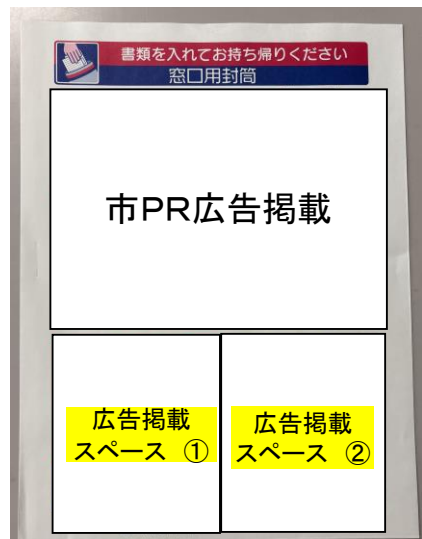 書類を入れてお持ち帰りください
窓口用封筒
市PR広告掲載
広告掲載
スペース ①
広告掲載
スペース ②